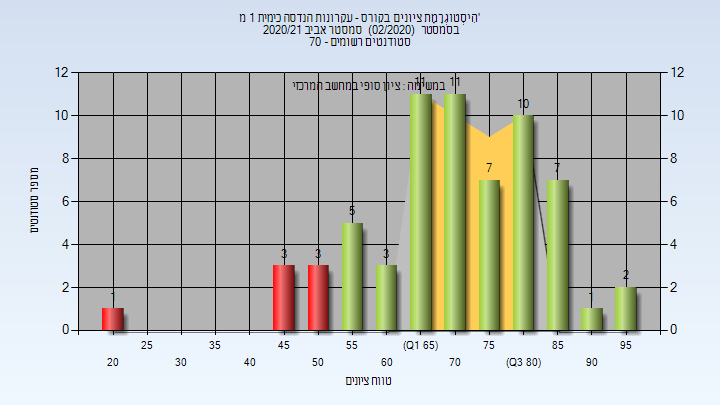 היסטוגרמת ציונים בקורס - עקרונות הנדסה כימית 1 מ'
בסמסטר (02/2020) סמסטר אביב 2020/21
סטודנטים רשומים - 70
במשימה : ציון סופי במחשב המרכזי
מספר סטודנטים
12 12
10 10
8 8
6 6
4 4
2 2
0 0
1 3 3 5 3 11 11 7 10 7 1 2
25 35 45 55 (Q1 65) 75 85 95
20 30 40 50 60 70 (Q3 80) 90
טווח ציונים